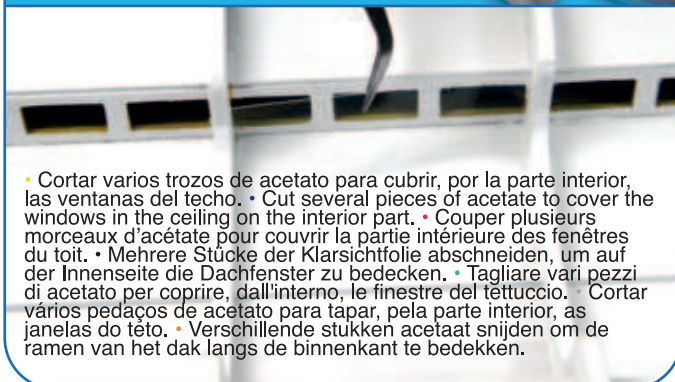 • Cortar varios trozos de acetato para cubrir, por la parte interior,
las ventanas del techo. • Cut several pieces of acetate to cover the
windows in the ceiling on the interior part. • Couper plusieurs
morceaux d'acétate pour couvrir la partie intérieure des fenêtres
du toit. • Mehrere Stücke der Klarsichtfolie abschneiden, um auf
der Innenseite die Dachfenster zu bedecken. • Tagliare vari pezzi
di acetato per coprire, dall'interno, le finestre del tettuccio. • Cortar
vários pedaços de acetato para tapar, pela parte interior, as
janelas do têto. • Verschillende stukken acetaat snijden om de
ramen van het dak langs de binnenkant te bedekken.